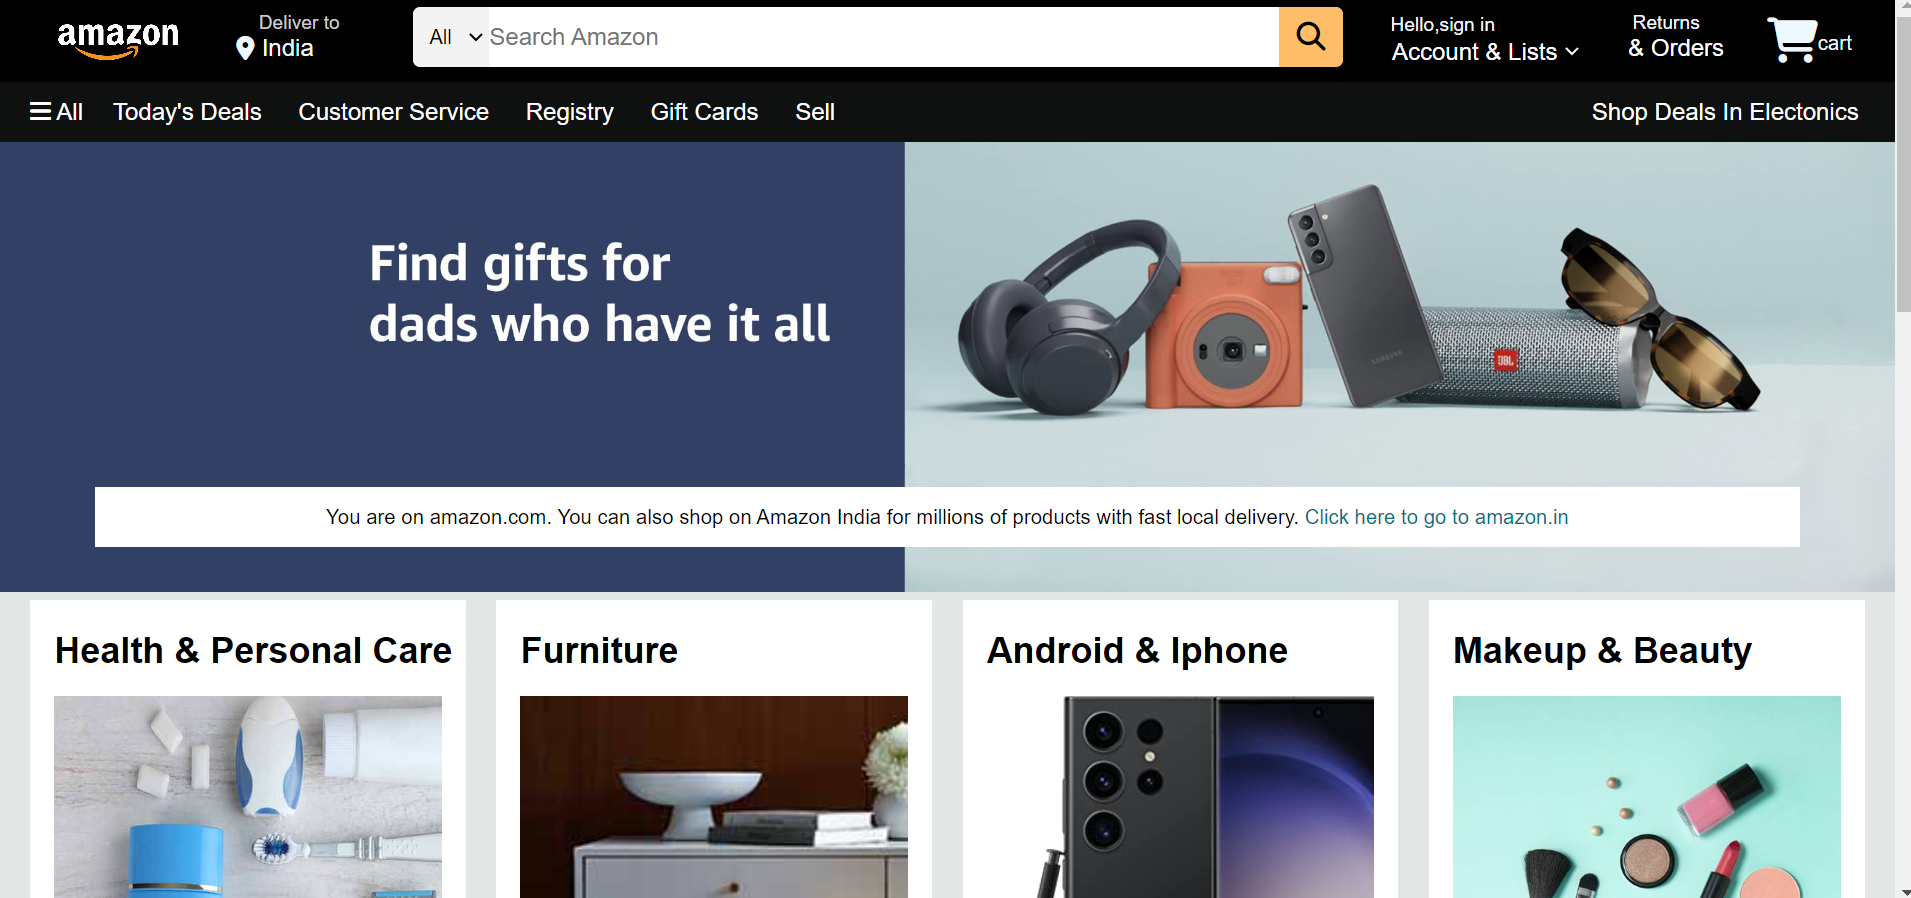 amazon
Deliver to
India
All
Search Amazon
Hello,sign in
Account & Lists
Returns
& Orders
cart
All
Today's Deals
Customer Service
Registry
Gift Cards
Sell
Shop Deals In Electonics
Find gifts for
dads who have it all
SAMSUNG
JBL
You are on amazon.com. You can also shop on Amazon India for millions of products with fast local delivery. Click here to go to amazon.in
Health & Personal Care
Furniture
Android & Iphone
Makeup & Beauty